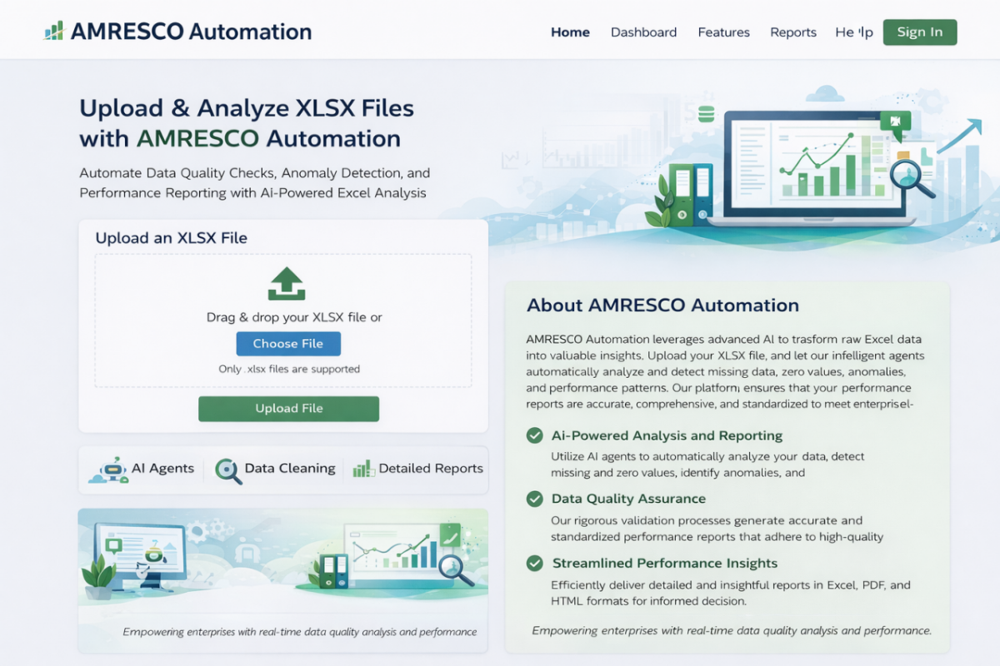 AMRESCO Automation
Home Dashboard Features Reports He lp Sign In
Upload & Analyze XLSX Files
with AMRESCO Automation
Automate Data Quality Checks, Anomaly Detection, and
Performance Reporting with Ai-Powered Excel Analysis
Upload an XLSX File
Drag & drop your XLSX file or
Choose File
Only .xlsx files are supported
Upload File
AI Agents Data Cleaning Detailed Reports
Empowering enterprises with real-time data quality analysis and performance
About AMRESCO Automation
AMRESCO Automation leverages advanced AI to trasform raw Excel data
into valuable insights. Upload your XLSX file, and let our infelligent agents
automatically analyze and detect missing data, zero values, anomalies,
and performance patterns. Our platform; ensures that your performance
reports are accurate, comprehensive, and standardized to meet enterprisel-
Ai-Powered Analysis and Reporting
Utilize AI agents to automatically analyze your data, detect
missing and zero values, identify anomalies, and
Data Quality Assurance
Our rigorous validation processes generate accurate and
standardized performance reports that adhere to high-quality
Streamlined Performance Insights
Efficiently deliver detailed and insightful reports in Excel, PDF, and
HTML formats for informed decision.
Empowering enterprises with real-time data quality analysis and performance.